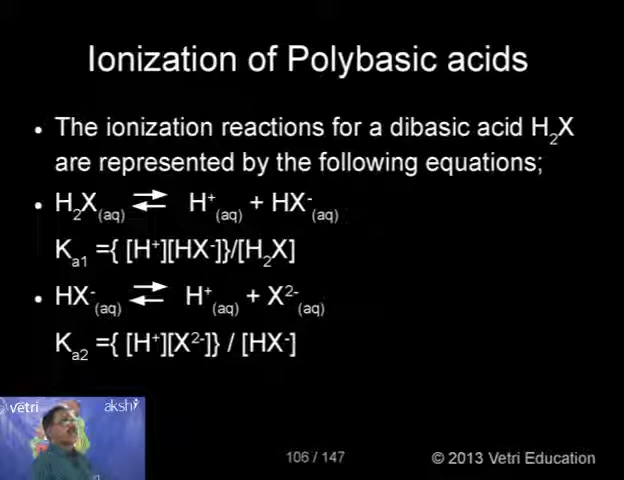 Ionization of Polybasic acids
• The ionization reactions for a dibasic acid H₂X
are represented by the following equations;
• H₂X(aq) ⇌ H⁺(aq) + HX⁻(aq)
Ka1 ={ [H⁺][HX⁻]}/[H₂X]
• HX⁻(aq) ⇌ H⁺(aq) + X²⁻(aq)
Ka2 ={ [H⁺][X²⁻]} / [HX⁻]
vetri
akshi
106 / 147
© 2013 Vetri Education